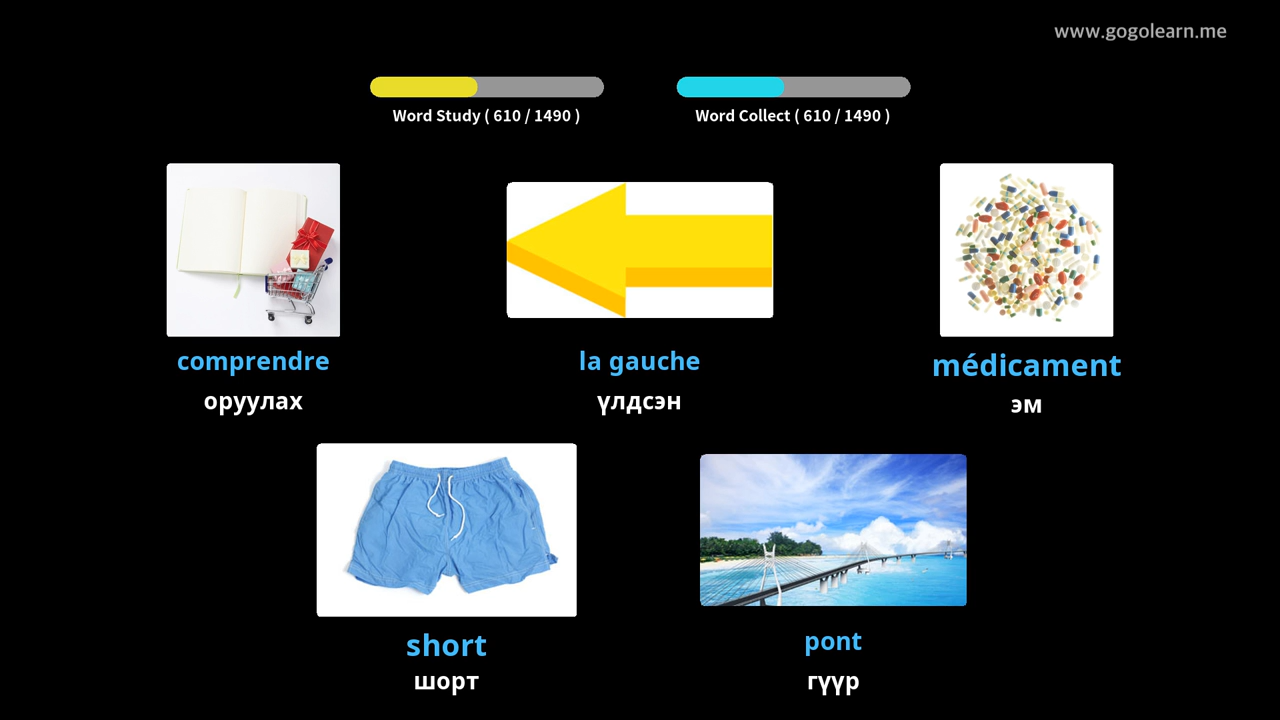 www.gogolearn.me
Word Study ( 610 / 1490 )
Word Collect ( 610 / 1490 )
comprendre
оруулах
la gauche
үлдсэн
médicament
эм
short
шорт
pont
гүүр